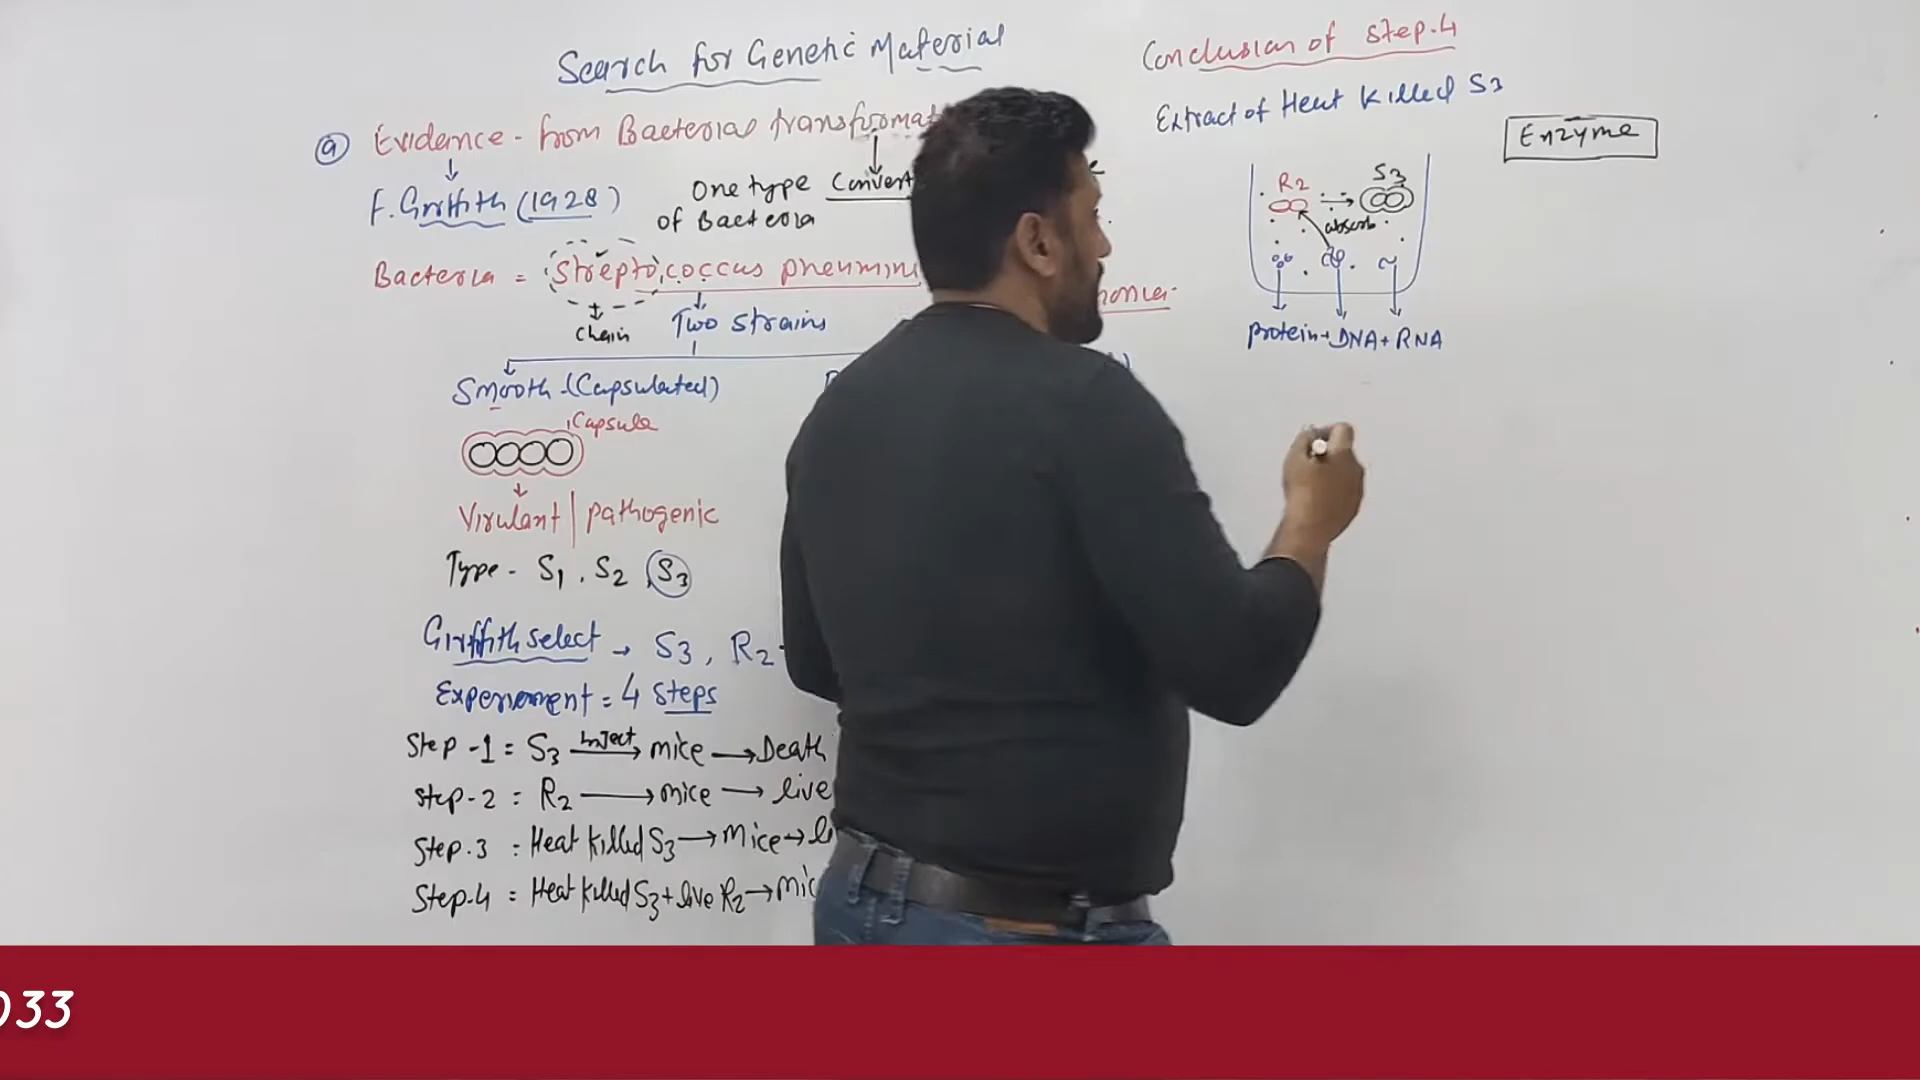 Search for Genetic Material
a Evidence - from Bacterial transformat
F. Griffith (1928)
One type Convert
of Bacteria
Bacteria = Streptococcus pneumin
chain
Two strains
Smooth - (Capsulated)
Capsule
Virulant | pathogenic
Type - S1, S2, S3
Griffith select → S3, R2
Experiement = 4 Steps
Step -1 = S3 Inject mice → Death
Step-2 = R2 → mice → live
Step.3 = Heat killed S3 → Mice → li
Step.4 = Heat killed S3 + live R2 → mic
Conclusion of Step.4
Extract of Heat Killed S3
Enzyme
R2 → S3
absorb
protein + DNA + RNA
033